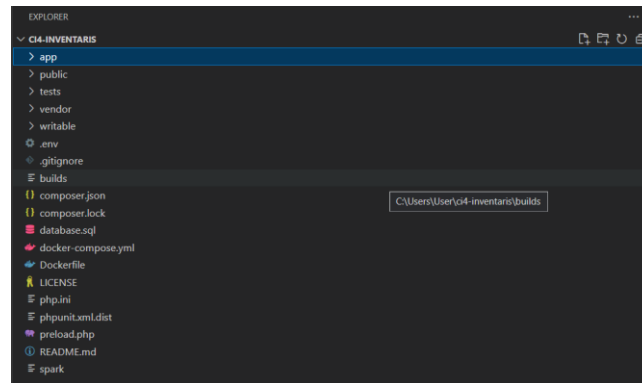 EXPLORER
CI4-INVENTARIS
app
public
tests
vendor
writable
.env
.gitignore
builds
composer.json
C:\Users\User\ci4-inventaris\builds
composer.lock
database.sql
docker-compose.yml
Dockerfile
LICENSE
php.ini
phpunit.xml.dist
preload.php
README.md
spark